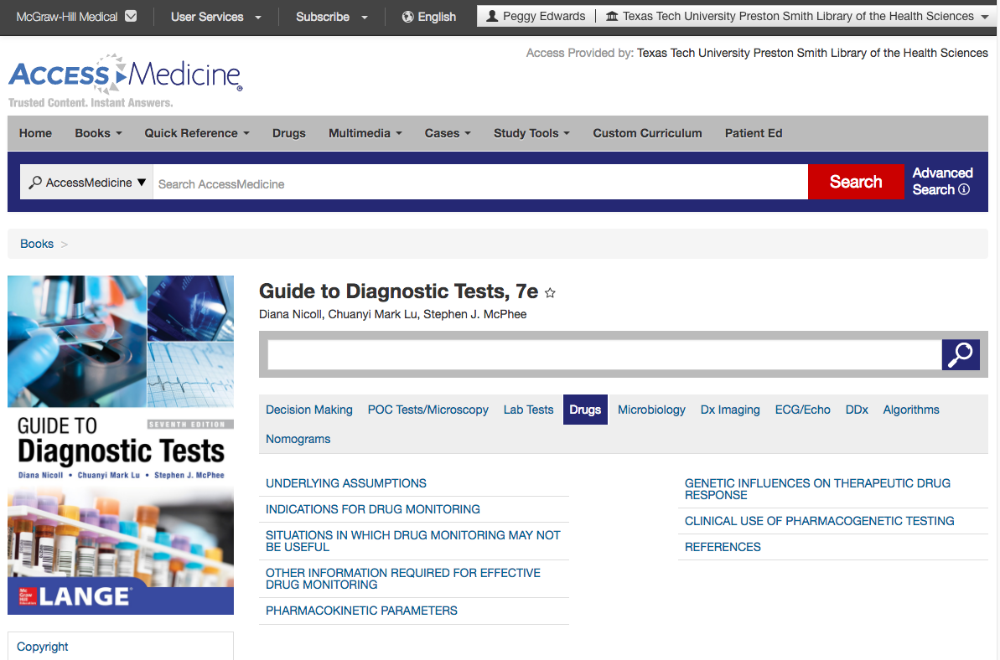 McGraw-Hill Medical User Services Subscribe English Peggy Edwards Texas Tech University Preston Smith Library of the Health Sciences
Access Provided by: Texas Tech University Preston Smith Library of the Health Sciences
ACCESS Medicine®
Trusted Content. Instant Answers.
Home Books Quick Reference Drugs Multimedia Cases Study Tools Custom Curriculum Patient Ed
AccessMedicine Search AccessMedicine Search Advanced
Search
Books >
Guide to Diagnostic Tests, 7e
Diana Nicoll, Chuanyi Mark Lu, Stephen J. McPhee
SEVENTH EDITION
GUIDE TO
Diagnostic Tests
Diana Nicoll • Chuanyi Mark Lu • Stephen J. McPhee
Mc
Graw
Hill
Education
LANGE®
Decision Making POC Tests/Microscopy Lab Tests Drugs Microbiology Dx Imaging ECG/Echo DDx Algorithms
Nomograms
UNDERLYING ASSUMPTIONS
INDICATIONS FOR DRUG MONITORING
SITUATIONS IN WHICH DRUG MONITORING MAY NOT
BE USEFUL
OTHER INFORMATION REQUIRED FOR EFFECTIVE
DRUG MONITORING
PHARMACOKINETIC PARAMETERS
GENETIC INFLUENCES ON THERAPEUTIC DRUG
RESPONSE
CLINICAL USE OF PHARMACOGENETIC TESTING
REFERENCES
Copyright